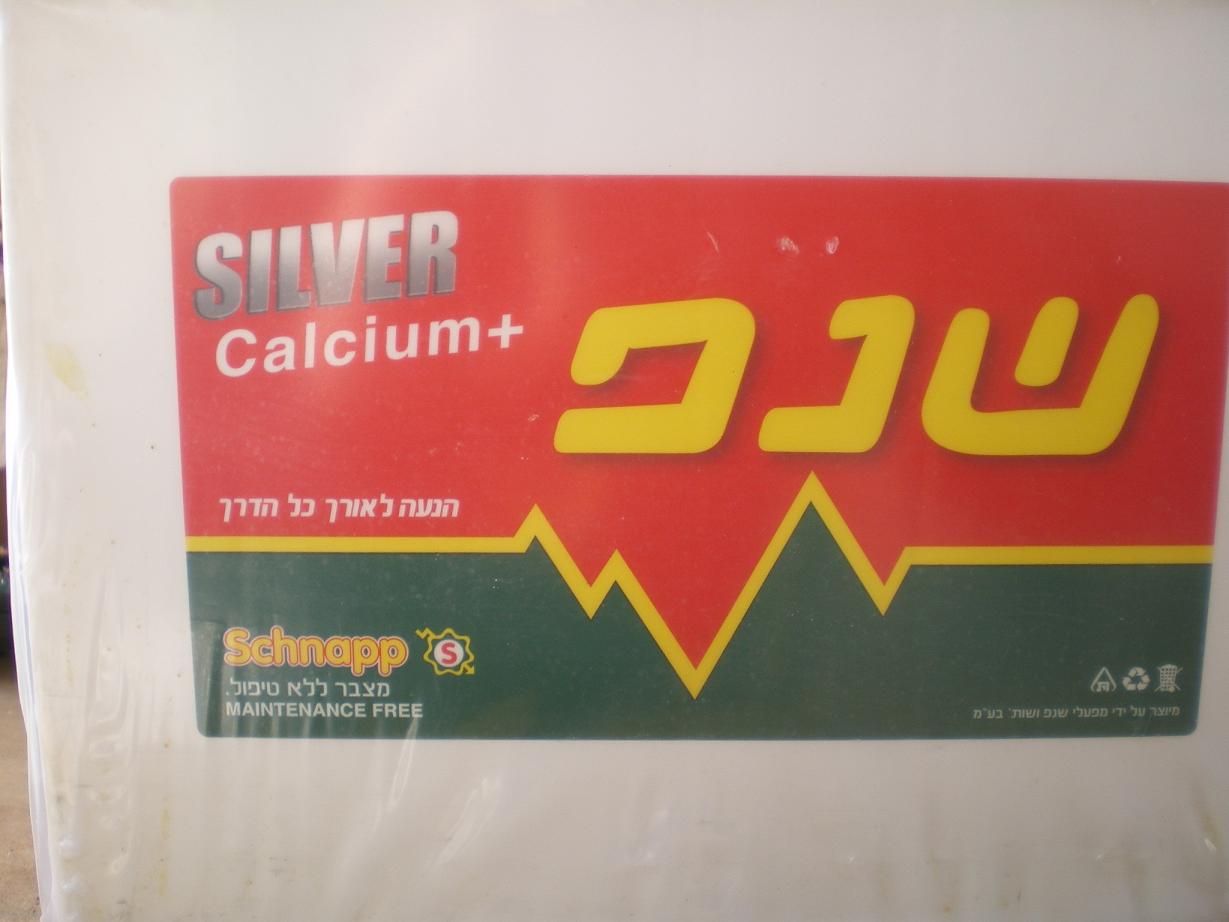 SILVER
Calcium+
שנפ
הנעה לאורך כל הדרך
Schnapp S
מצבר ללא טיפול.
MAINTENANCE FREE
מיוצר על ידי מפעלי שנפ ושות' בע"מ